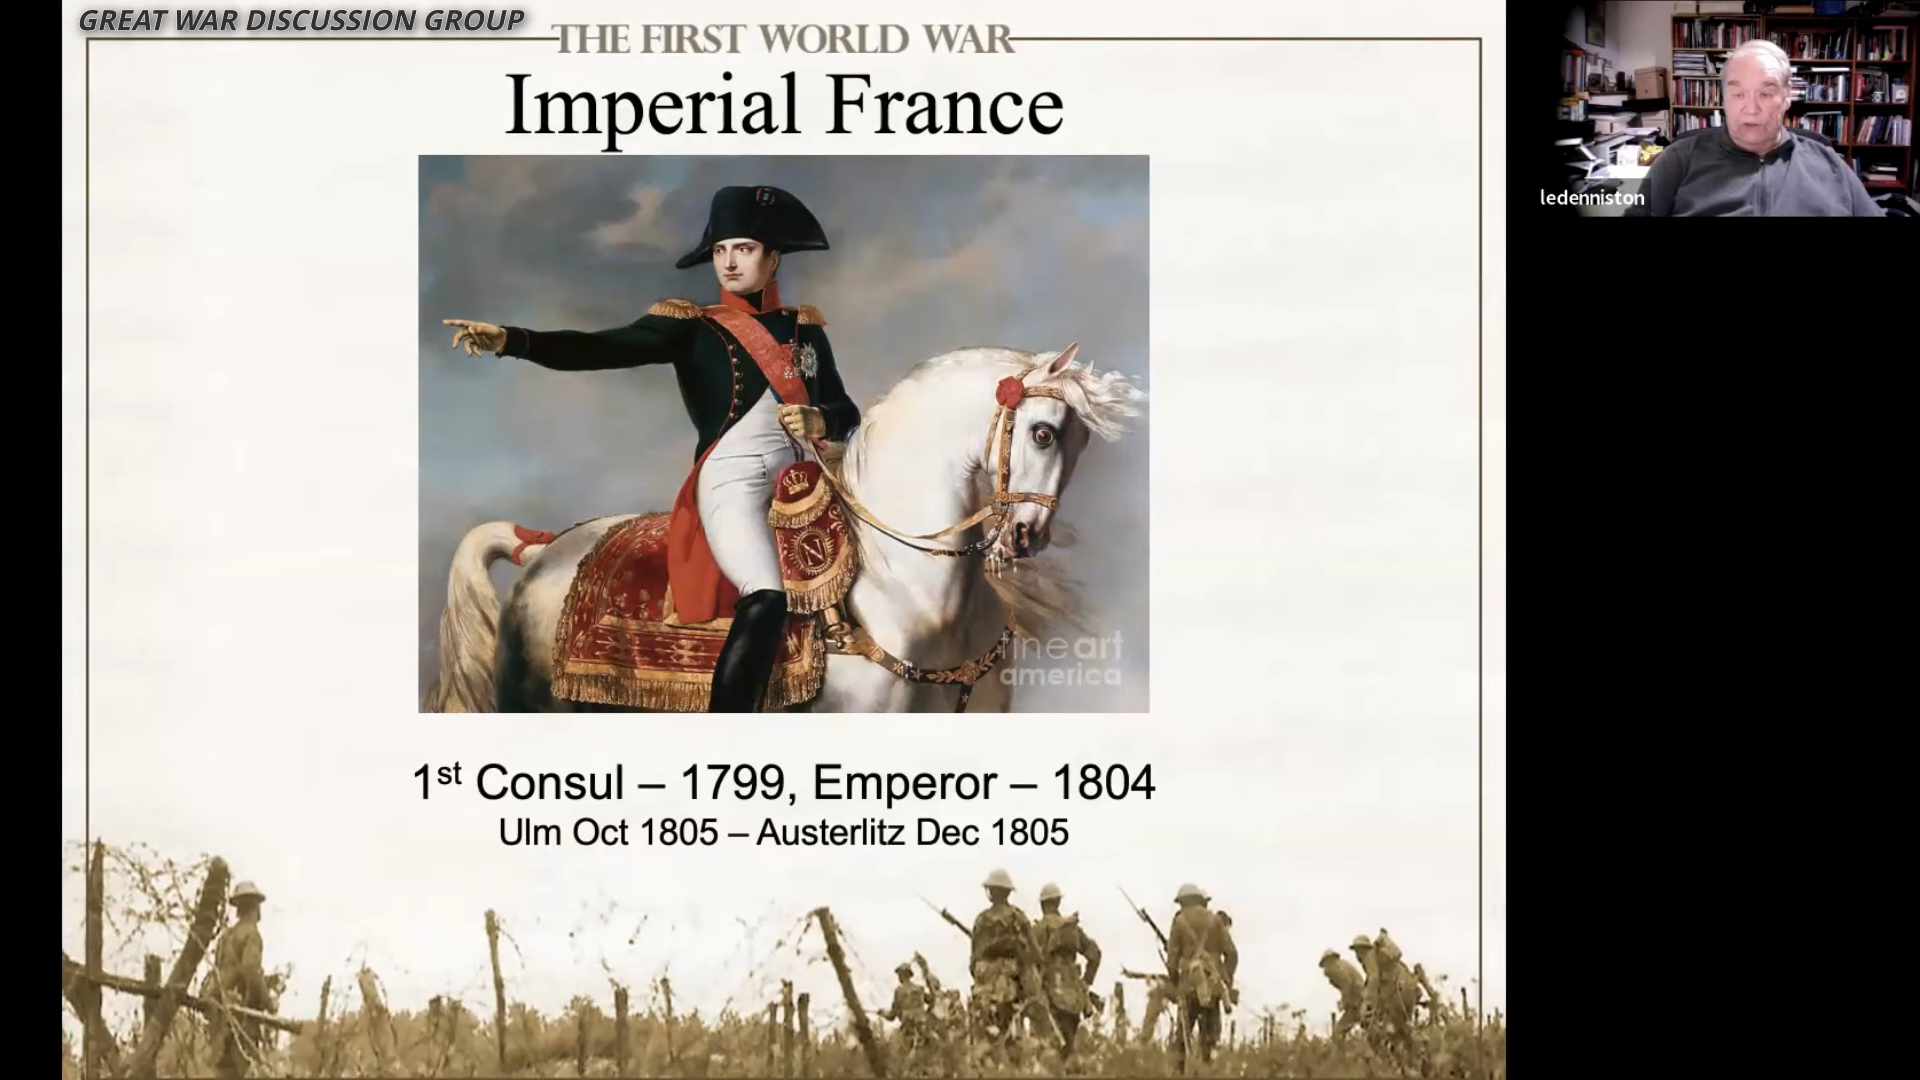 GREAT WAR DISCUSSION GROUP
THE FIRST WORLD WAR
Imperial France
N
fineart
america
1st Consul – 1799, Emperor – 1804
Ulm Oct 1805 – Austerlitz Dec 1805
ledenniston